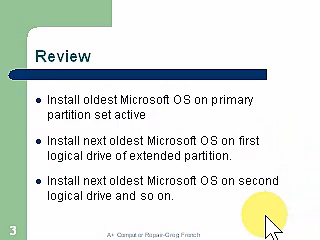 Review
Install oldest Microsoft OS on primary
partition set active
Install next oldest Microsoft OS on first
logical drive of extended partition.
Install next oldest Microsoft OS on second
logical drive and so on.
3
A+ Computer Repair-Greg French